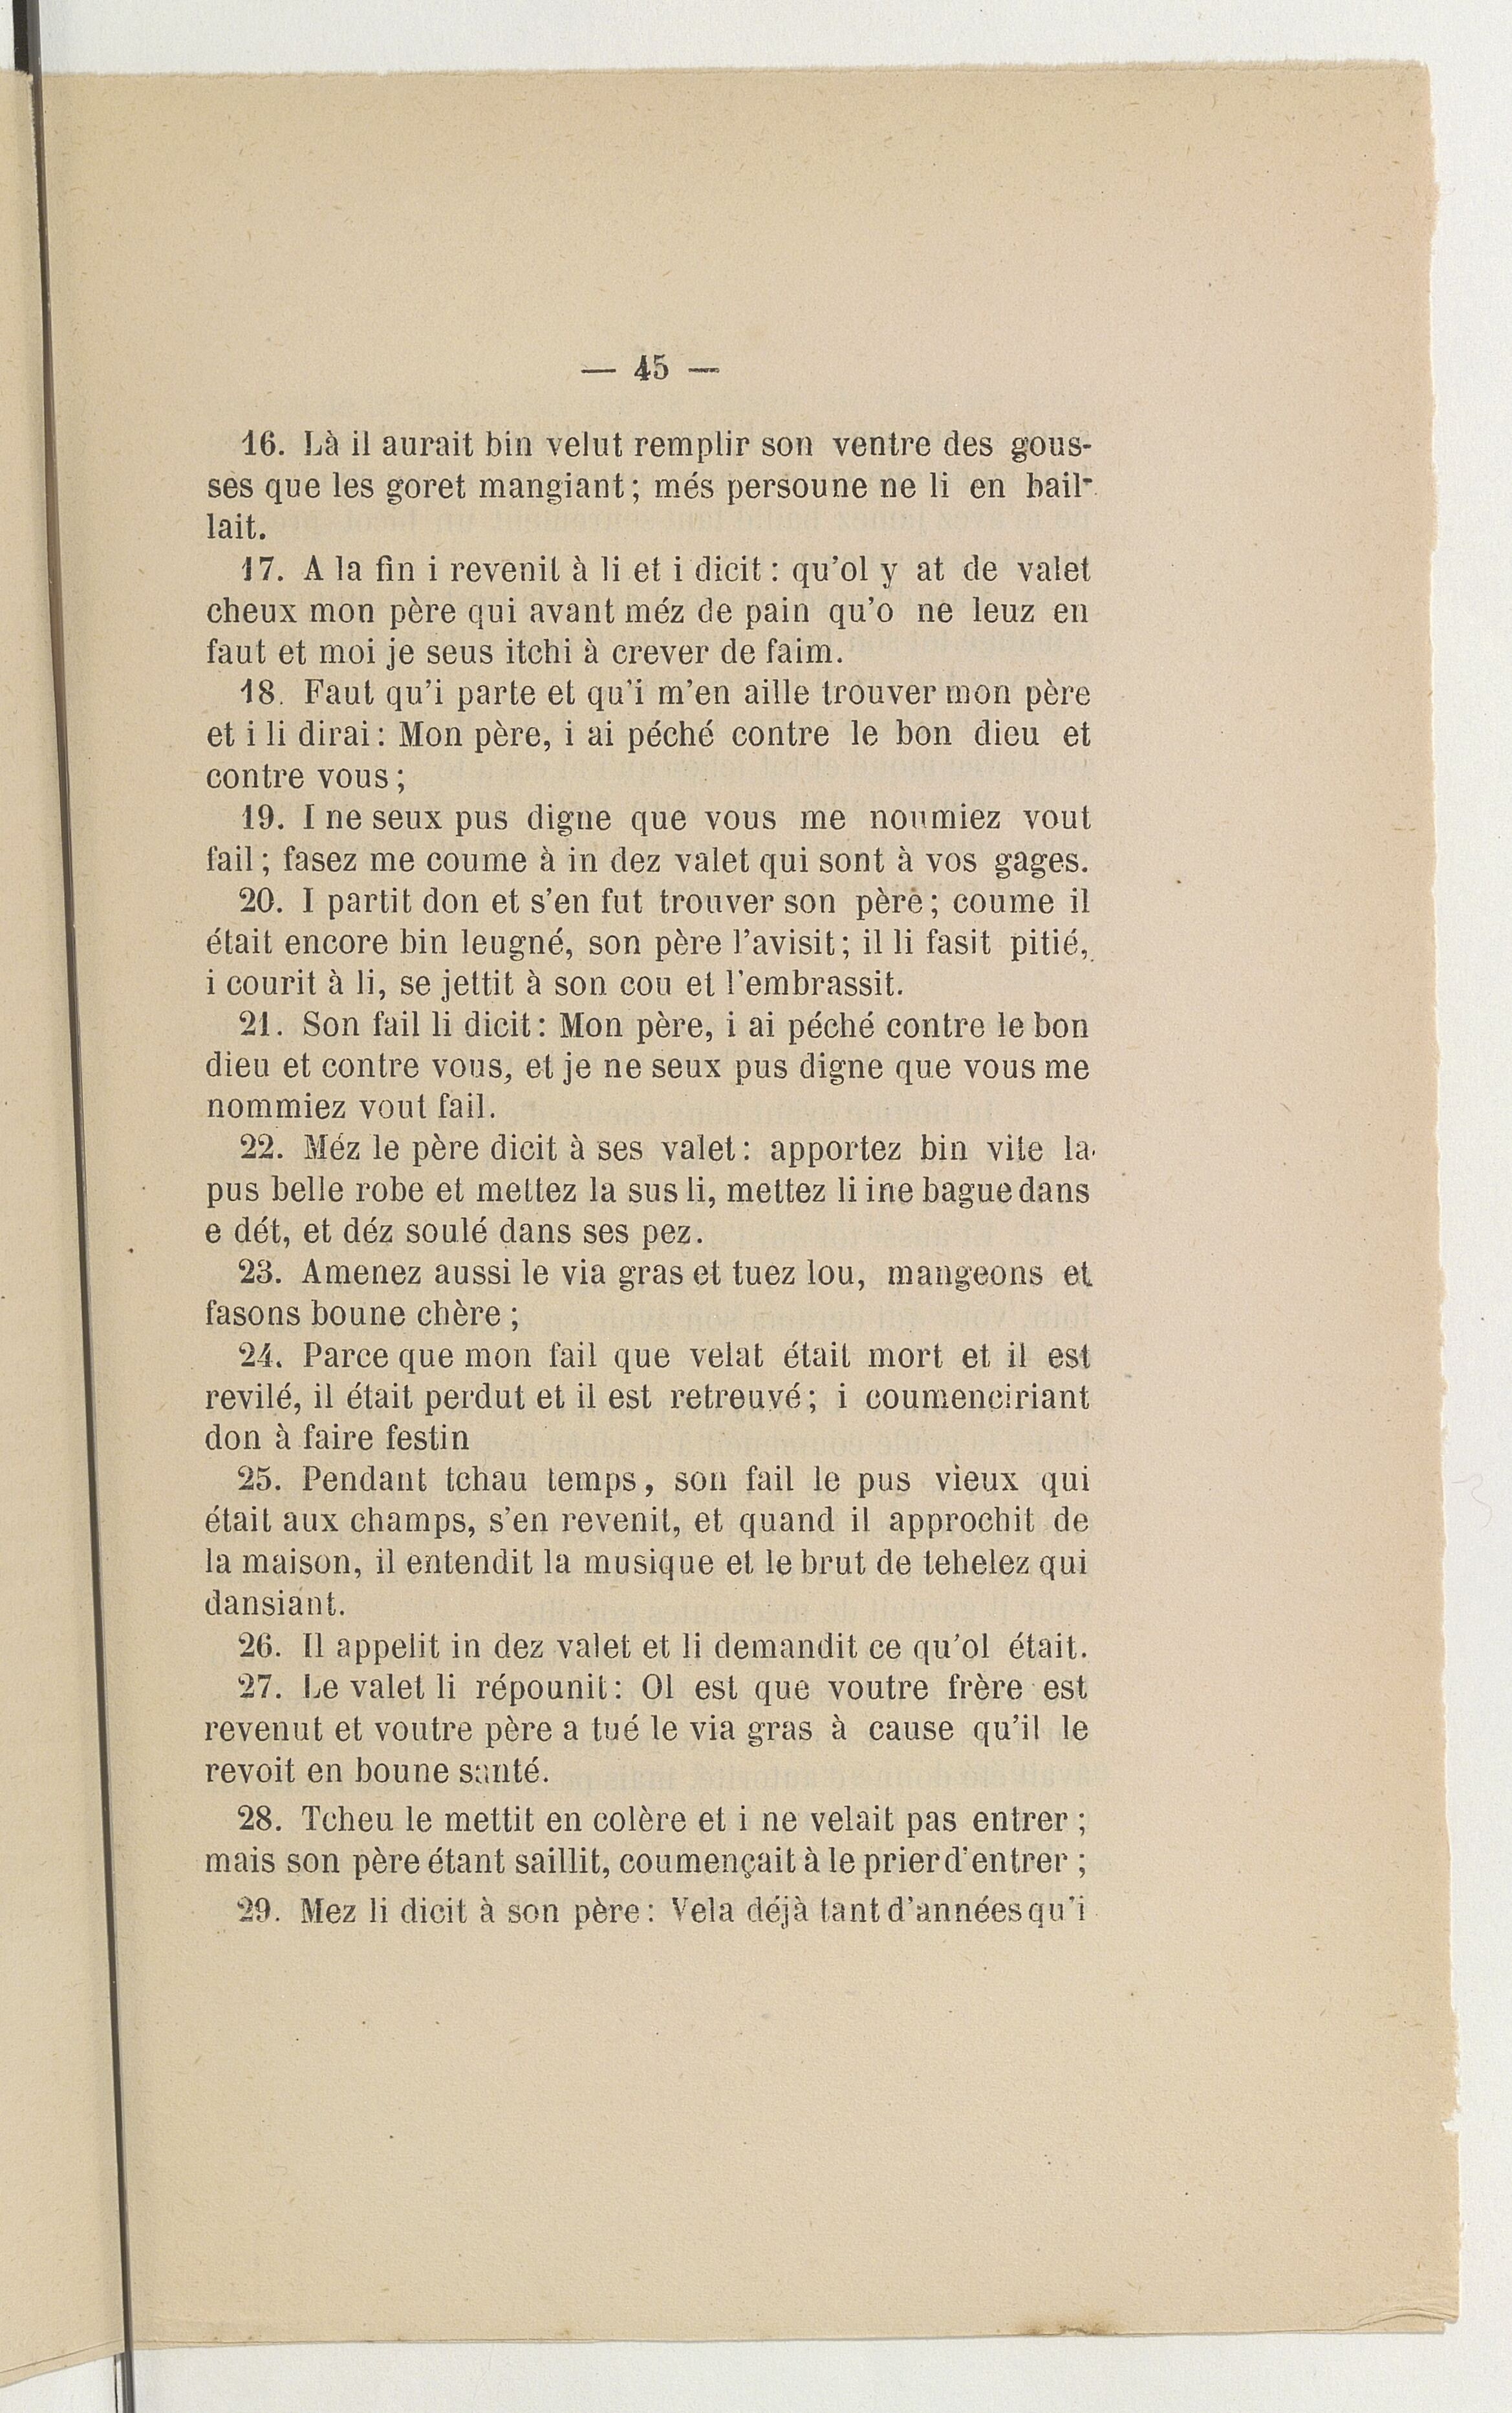 — 45 —
16. Là il aurait bin velut remplir son ventre des gous-
ses que les goret mangiant; més persoune ne li en bail-
lait.
17. A la fin i revenit à li et i dicit : qu'ol y at de valet
cheux mon père qui avant méz de pain qu'o ne leuz en
faut et moi je seus itchi à crever de faim.
18. Faut qu'i parte et qu'i m'en aille trouver mon père
et i li dirai : Mon père, i ai péché contre le bon dieu et
contre vous ;
19. I ne seux pus digne que vous me noumiez vout
fail ; fasez me coume à in dez valet qui sont à vos gages.
20. I partit don et s'en fut trouver son père ; coume il
était encore bin leugné, son père l'avisit ; il li fasit pitié,
i courit à li, se jettit à son cou et l'embrassit.
21. Son fail li dicit : Mon père, i ai péché contre le bon
dieu et contre vous, et je ne seux pus digne que vous me
nommiez vout fail.
22. Méz le père dicit à ses valet : apportez bin vite la
pus belle robe et mettez la sus li, mettez li ine bague dans
e dét, et déz soulé dans ses pez.
23. Amenez aussi le via gras et tuez lou, mangeons et
fasons boune chère ;
24. Parce que mon fail que velat était mort et il est
revilé, il était perdut et il est retreuvé ; i coumenciriant
don à faire festin
25. Pendant tchau temps, son fail le pus vieux qui
était aux champs, s'en revenit, et quand il approchit de
la maison, il entendit la musique et le brut de tehelez qui
dansiant.
26. Il appelit in dez valet et li demandit ce qu'ol était.
27. Le valet li répounit : Ol est que voutre frère est
revenut et voutre père a tué le via gras à cause qu'il le
revoit en boune santé.
28. Tcheu le mettit en colère et i ne velait pas entrer ;
mais son père étant saillit, coumençait à le prier d'entrer ;
29. Mez li dicit à son père : Vela déjà tant d'années qu'i